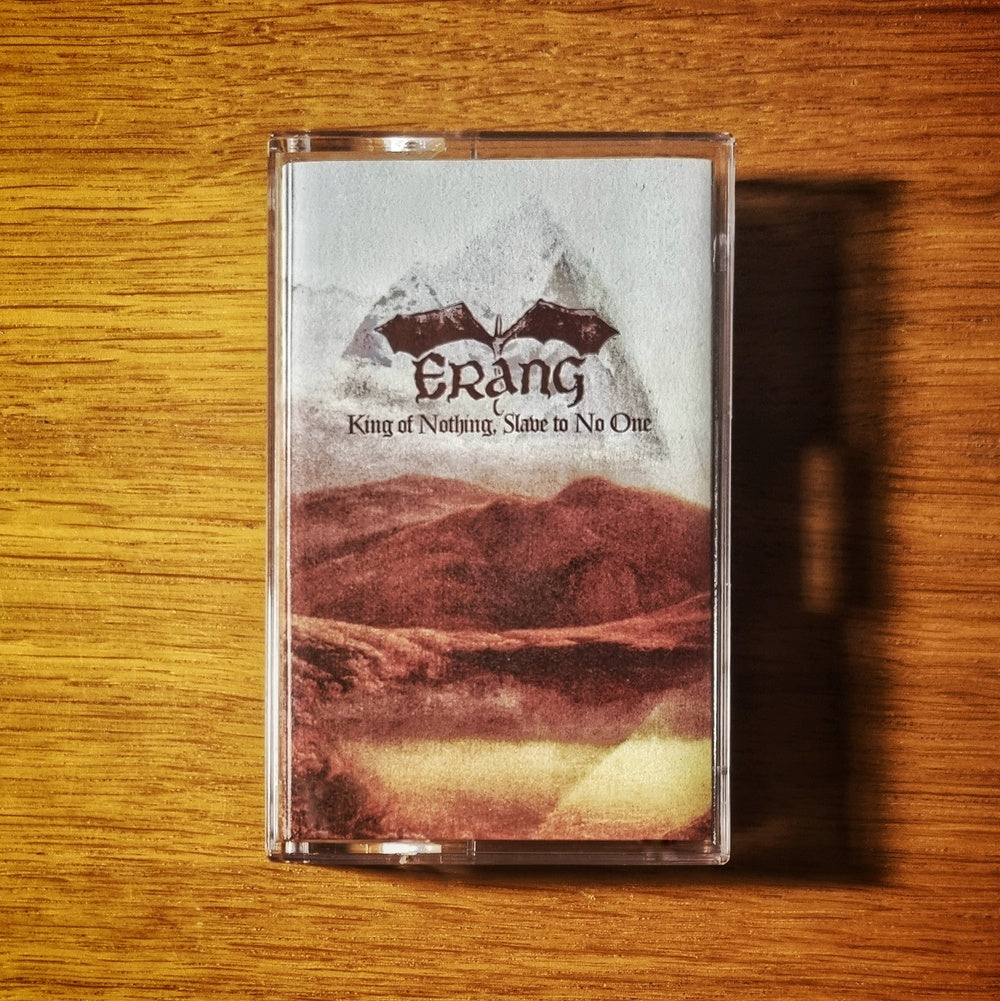 Erang
King of Nothing, Slave to No One